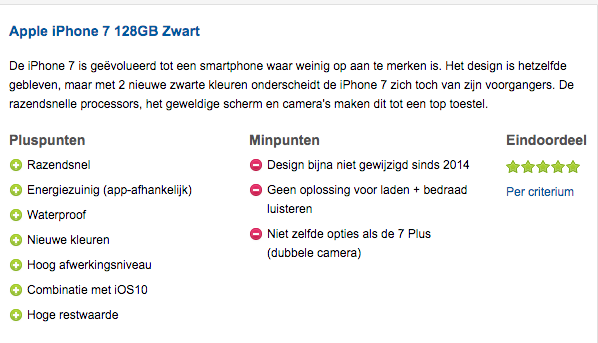 Apple iPhone 7 128GB Zwart
De iPhone 7 is geëvolueerd tot een smartphone waar weinig op aan te merken is. Het design is hetzelfde
gebleven, maar met 2 nieuwe zwarte kleuren onderscheidt de iPhone 7 zich toch van zijn voorgangers. De
razendsnelle processors, het geweldige scherm en camera's maken dit tot een top toestel.
Pluspunten
Razendsnel
Energiezuinig (app-afhankelijk)
Waterproof
Nieuwe kleuren
Hoog afwerkingsniveau
Combinatie met iOS10
Hoge restwaarde
Minpunten
Design bijna niet gewijzigd sinds 2014
Geen oplossing voor laden + bedraad
luisteren
Niet zelfde opties als de 7 Plus
(dubbele camera)
Eindoordeel
Per criterium